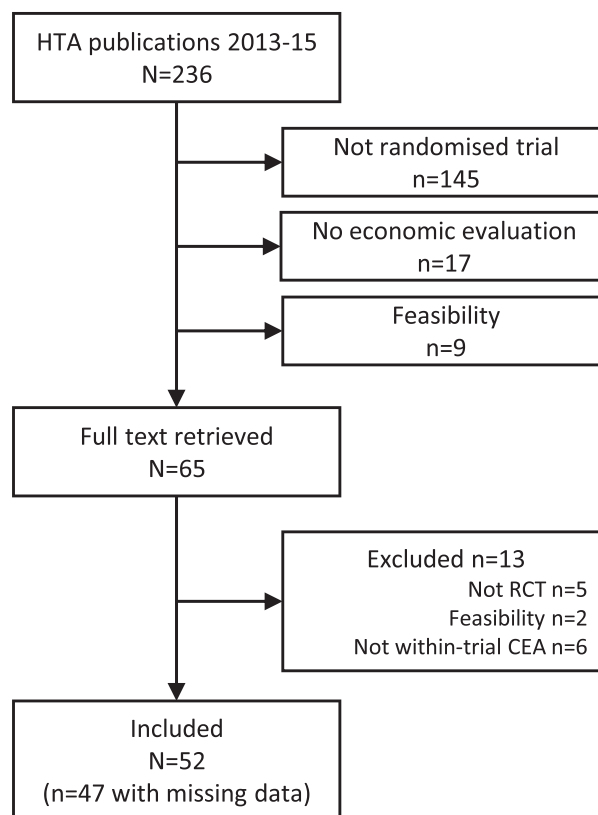 HTA publications 2013-15
N=236
Not randomised trial
n=145
No economic evaluation
n=17
Feasibility
n=9
Full text retrieved
N=65
Excluded n=13
Not RCT n=5
Feasibility n=2
Not within-trial CEA n=6
Included
N=52
(n=47 with missing data)